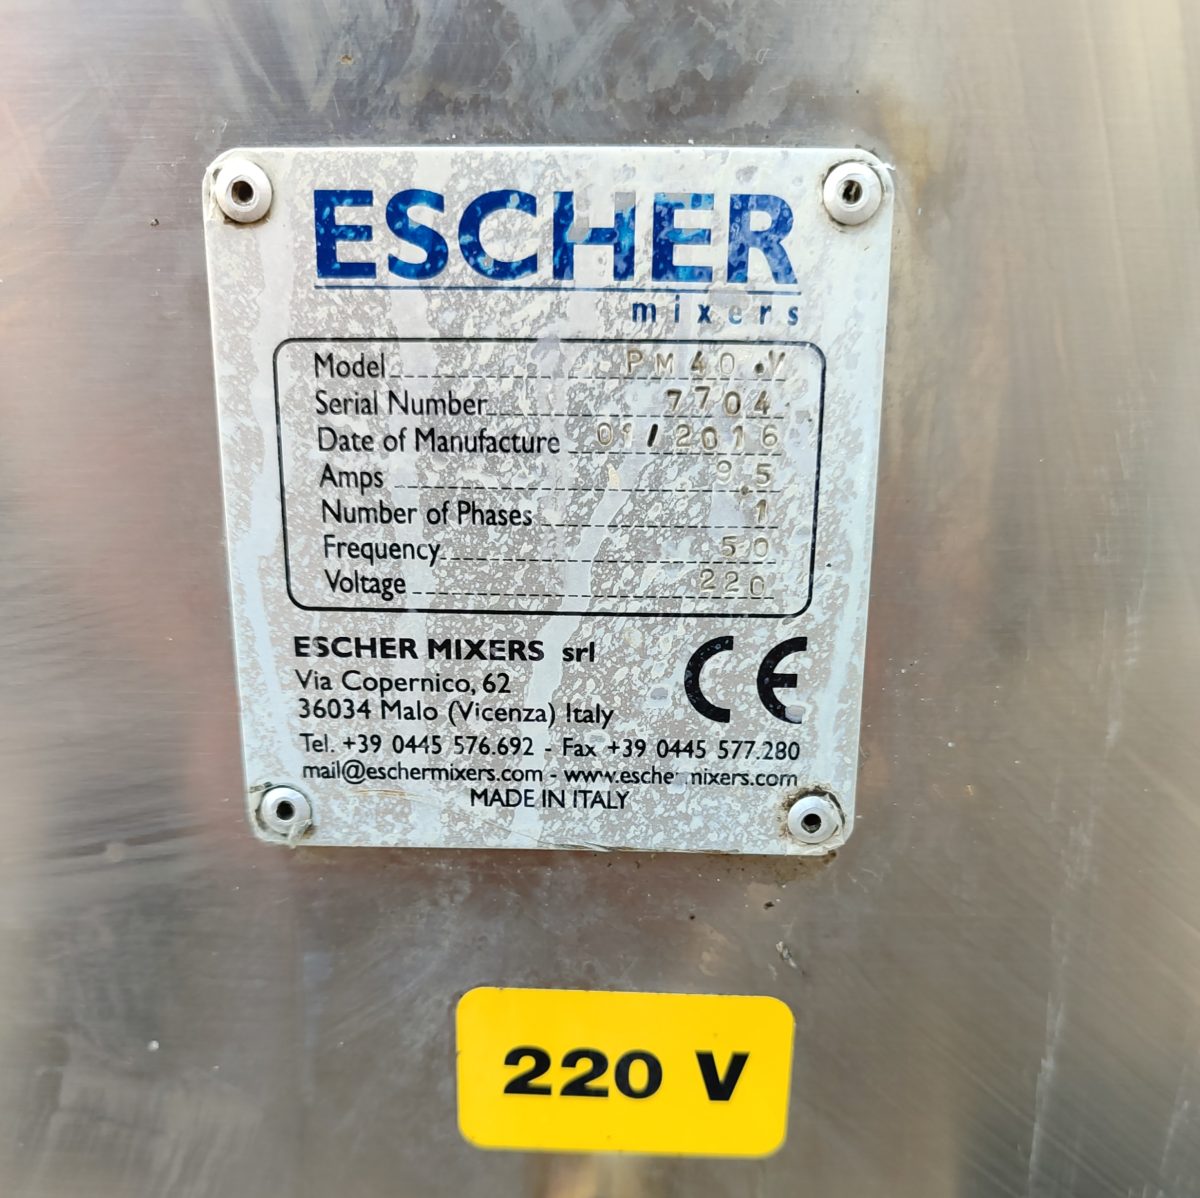 ESCHER
mixers
Model PM 40.V
Serial Number 7704
Date of Manufacture 01/2016
Amps 9.5
Number of Phases 1
Frequency 50
Voltage 220
ESCHER MIXERS srl
Via Copernico, 62
36034 Malo (Vicenza) Italy
Tel. +39 0445 576.692 - Fax +39 0445 577.280
mail@eschermixers.com - www.eschermixers.com
MADE IN ITALY
CE
220 V